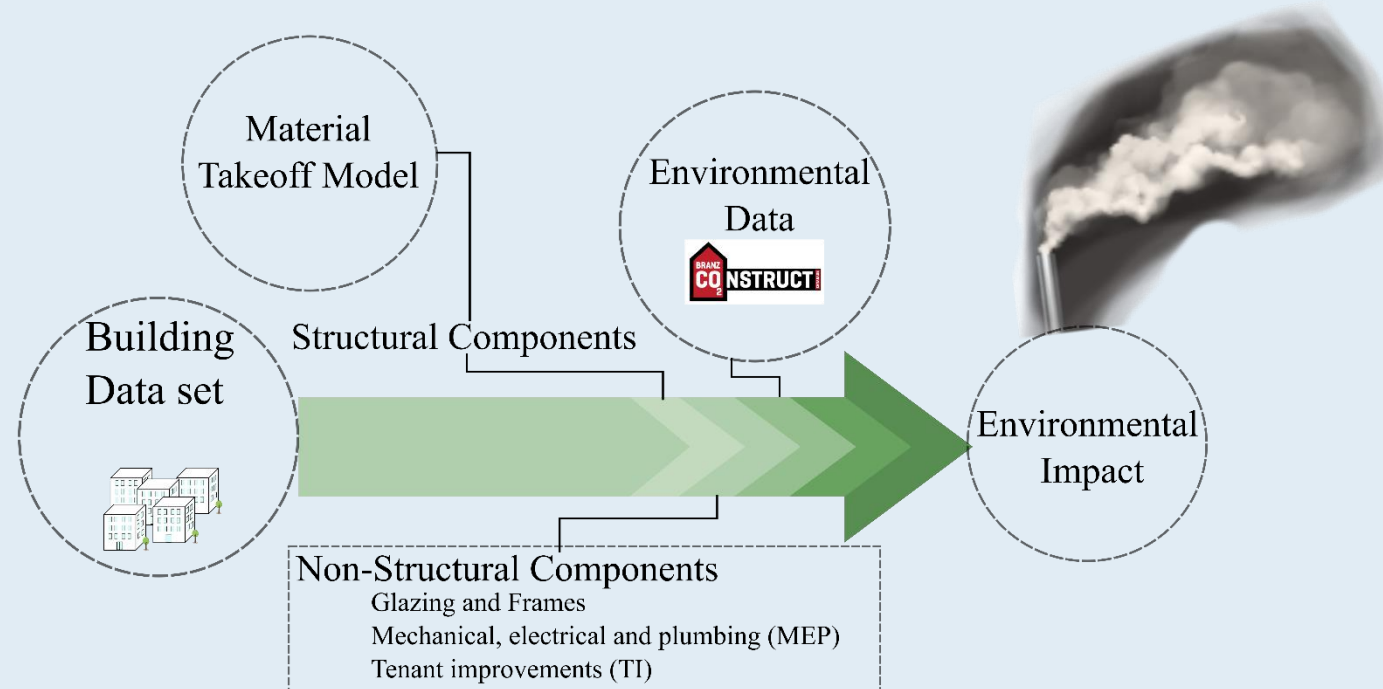 Material
Takeoff Model
Environmental
Data
BRANZ
CO2NSTRUCT
Building
Data set
Structural Components
Environmental
Impact
Non-Structural Components
Glazing and Frames
Mechanical, electrical and plumbing (MEP)
Tenant improvements (TI)